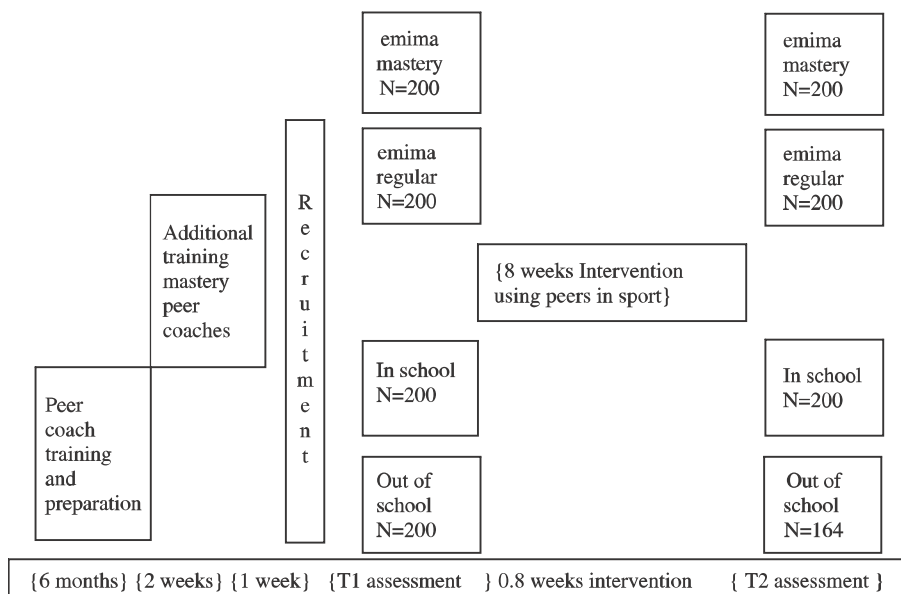 Peer
coach
training
and
preparation
Additional
training
mastery
peer
coaches
R
e
c
r
u
i
t
m
e
n
t
emima
mastery
N=200
emima
regular
N=200
In school
N=200
Out of
school
N=200
{8 weeks Intervention
using peers in sport}
emima
mastery
N=200
emima
regular
N=200
In school
N=200
Out of
school
N=164
{6 months} {2 weeks} {1 week} {T1 assessment } 0.8 weeks intervention { T2 assessment }